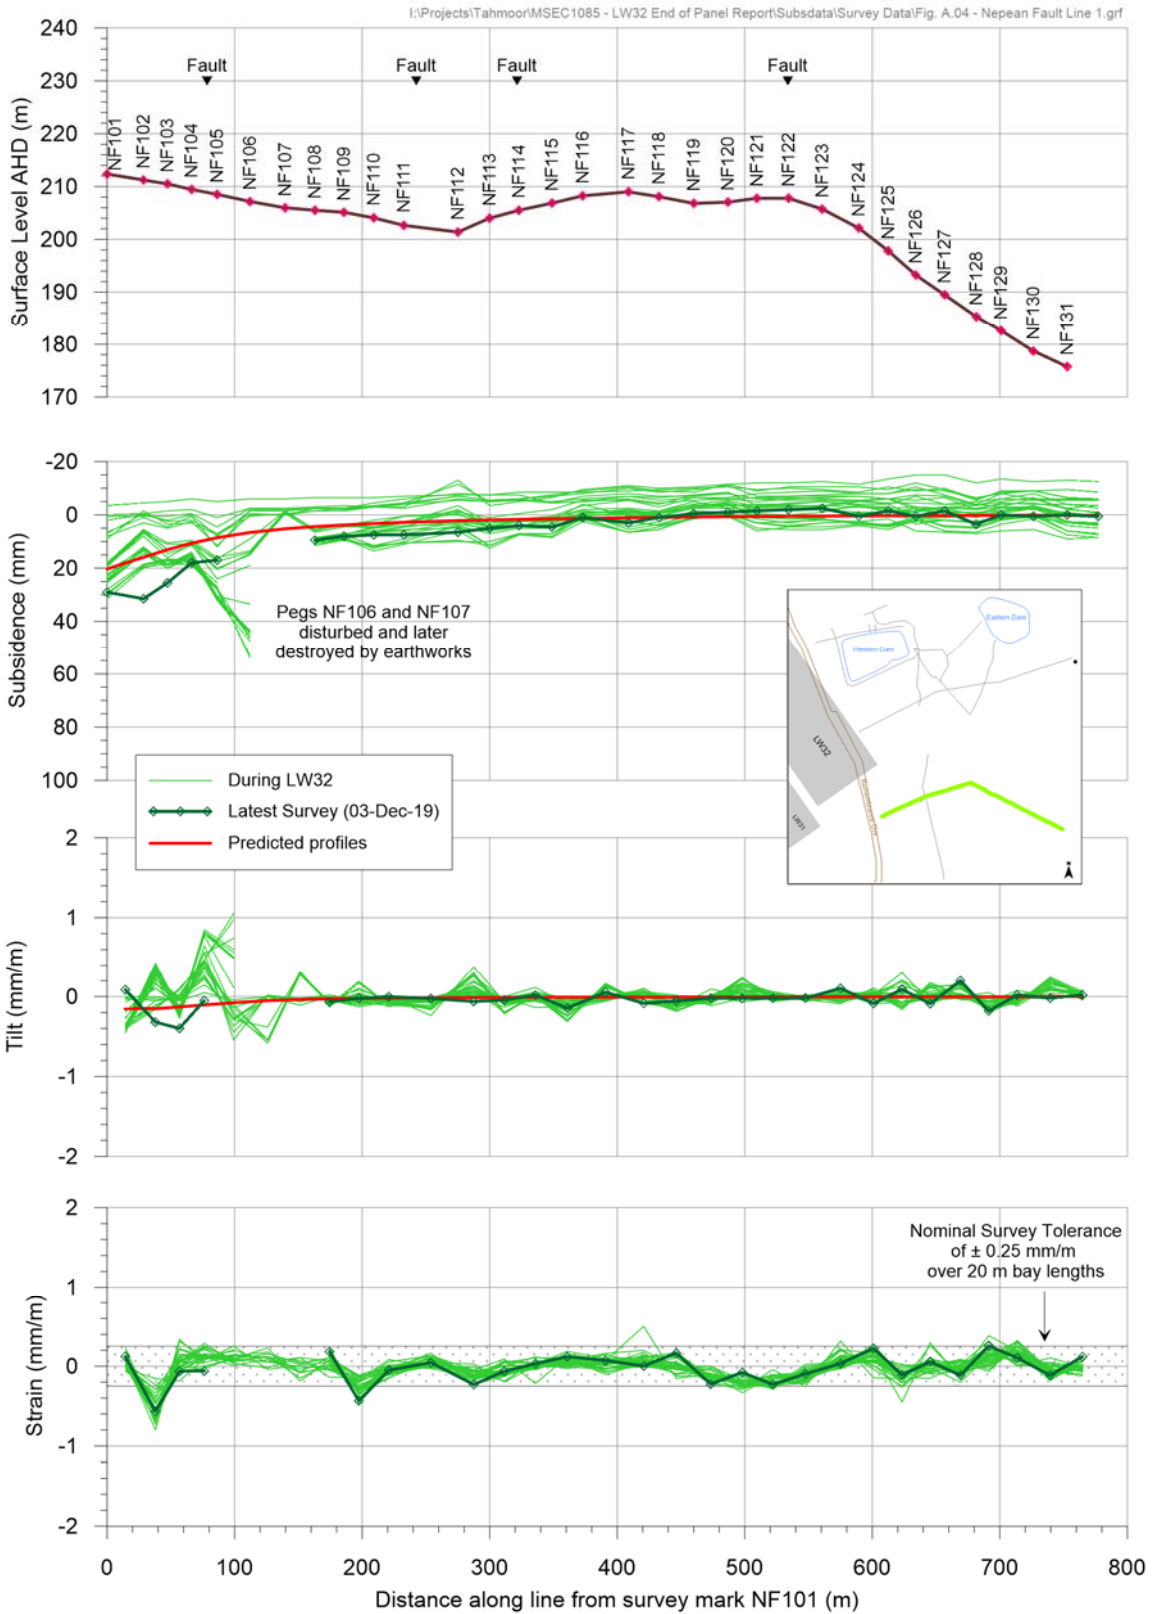 I:\Projects\Tahmoor\MSEC1085 - LW32 End of Panel Report\Subsdata\Survey Data\Fig. A.04 - Nepean Fault Line 1.grf
240
230
220
210
200
190
180
170
Surface Level AHD (m)
Fault
Fault
Fault
Fault
NF101
NF102
NF103
NF104
NF105
NF106
NF107
NF108
NF109
NF110
NF111
NF112
NF113
NF114
NF115
NF116
NF117
NF118
NF119
NF120
NF121
NF122
NF123
NF124
NF125
NF126
NF127
NF128
NF129
NF130
NF131
-20
0
20
40
60
80
100
Subsidence (mm)
Pegs NF106 and NF107
disturbed and later
destroyed by earthworks
Western Dam
Eastern Dam
LW32
LW31
During LW32
Latest Survey (03-Dec-19)
Predicted profiles
2
1
0
-1
-2
Tilt (mm/m)
2
1
0
-1
-2
Strain (mm/m)
Nominal Survey Tolerance
of ± 0.25 mm/m
over 20 m bay lengths
0
100
200
300
400
500
600
700
800
Distance along line from survey mark NF101 (m)